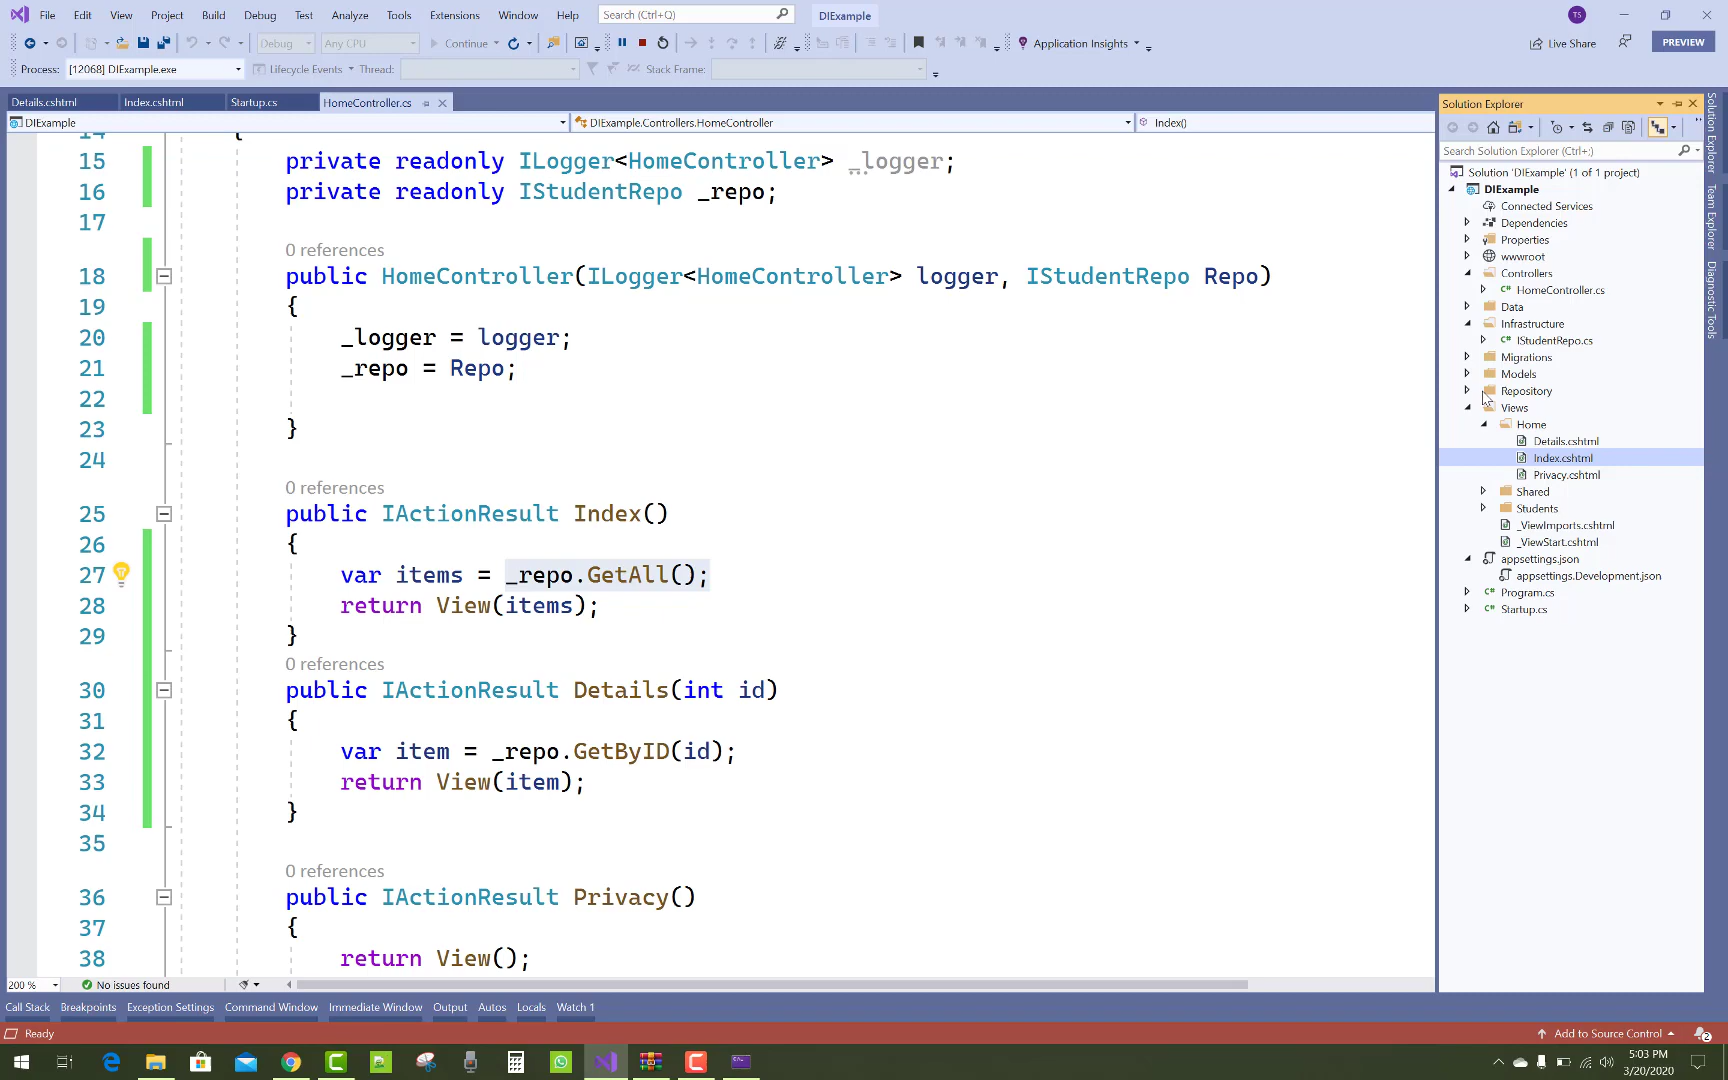 File Edit View Project Build Debug Test Analyze Tools Extensions Window Help Search (Ctrl+Q) DIExample TS
Debug Any CPU Continue Application Insights Live Share PREVIEW
Process: [12068] DIExample.exe Lifecycle Events Thread: Stack Frame:
Details.cshtml Index.cshtml Startup.cs HomeController.cs
DIExample DIExample.Controllers.HomeController Index()
14 {
15 private readonly ILogger<HomeController> _logger;
16 private readonly IStudentRepo _repo;
17
0 references
18 public HomeController(ILogger<HomeController> logger, IStudentRepo Repo)
19 {
20 _logger = logger;
21 _repo = Repo;
22
23 }
24
0 references
25 public IActionResult Index()
26 {
27 var items = _repo.GetAll();
28 return View(items);
29 }
0 references
30 public IActionResult Details(int id)
31 {
32 var item = _repo.GetByID(id);
33 return View(item);
34 }
35
0 references
36 public IActionResult Privacy()
37 {
38 return View();
200 % No issues found
Solution Explorer
Search Solution Explorer (Ctrl+;)
Solution 'DIExample' (1 of 1 project)
DIExample
Connected Services
Dependencies
Properties
wwwroot
Controllers
C# HomeController.cs
Data
Infrastructure
C# IStudentRepo.cs
Migrations
Models
Repository
Views
Home
Details.cshtml
Index.cshtml
Privacy.cshtml
Shared
Students
_ViewImports.cshtml
_ViewStart.cshtml
appsettings.json
appsettings.Development.json
C# Program.cs
C# Startup.cs
Solution Explorer
Team Explorer
Diagnostic Tools
Call Stack Breakpoints Exception Settings Command Window Immediate Window Output Autos Locals Watch 1
Ready Add to Source Control 2
5:03 PM
3/20/2020